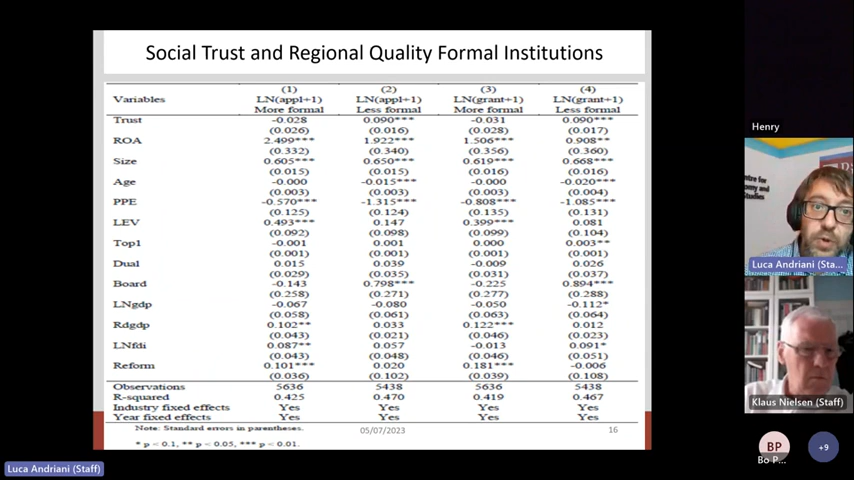 Social Trust and Regional Quality Formal Institutions
(1) (2) (3) (4)
Variables LN(appl+1) LN(appl+1) LN(grant+1) LN(grant+1)
More formal Less formal More formal Less formal
Trust -0.028 0.090*** -0.031 0.090***
(0.026) (0.016) (0.028) (0.017)
ROA 2.499*** 1.922*** 1.506*** 0.908**
(0.332) (0.340) (0.356) (0.360)
Size 0.605*** 0.650*** 0.619*** 0.668***
(0.015) (0.015) (0.016) (0.016)
Age -0.000 -0.015*** -0.000 -0.020***
(0.003) (0.003) (0.003) (0.004)
PPE -0.570*** -1.315*** -0.808*** -1.085***
(0.125) (0.124) (0.135) (0.131)
LEV 0.493*** 0.147 0.399*** 0.081
(0.092) (0.098) (0.099) (0.104)
Top1 -0.001 0.001 0.000 0.003**
(0.001) (0.001) (0.001) (0.001)
Dual 0.015 0.039 -0.009 0.026
(0.029) (0.035) (0.031) (0.037)
Board -0.143 0.798*** -0.225 0.894***
(0.258) (0.271) (0.277) (0.288)
LNgdp -0.067 -0.080 -0.050 -0.112*
(0.058) (0.061) (0.063) (0.064)
Rdgdp 0.102** 0.033 0.122*** 0.012
(0.043) (0.021) (0.046) (0.023)
LNfdi 0.087** 0.057 -0.013 0.091*
(0.043) (0.048) (0.046) (0.051)
Reform 0.101*** 0.020 0.181*** -0.006
(0.036) (0.102) (0.039) (0.108)
Observations 5636 5438 5636 5438
R-squared 0.425 0.470 0.419 0.467
Industry fixed effects Yes Yes Yes Yes
Year fixed effects Yes Yes Yes Yes
Note: Standard errors in parentheses.
05/07/2023 16
* p < 0.1, ** p < 0.05, *** p < 0.01.
Luca Andriani (Staff)
Henry
Luca Andriani (Sta...
Klaus Nielsen (Staff)
BP +9
Bo P...